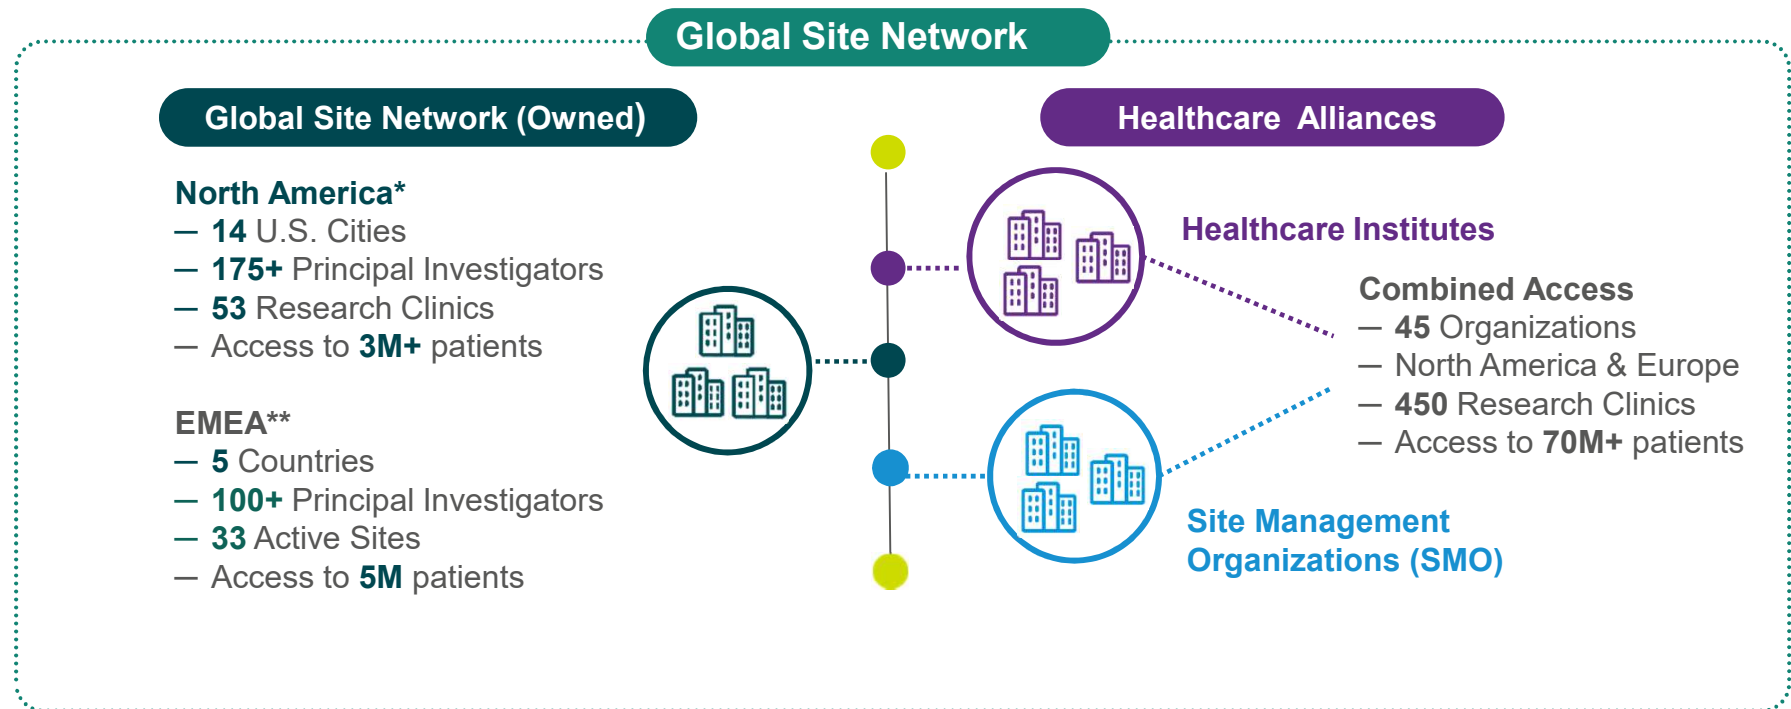 Global Site Network
Global Site Network (Owned)
North America*
— 14 U.S. Cities
— 175+ Principal Investigators
— 53 Research Clinics
— Access to 3M+ patients
EMEA**
— 5 Countries
— 100+ Principal Investigators
— 33 Active Sites
— Access to 5M patients
Healthcare Alliances
Healthcare Institutes
Combined Access
— 45 Organizations
— North America & Europe
— 450 Research Clinics
— Access to 70M+ patients
Site Management
Organizations (SMO)